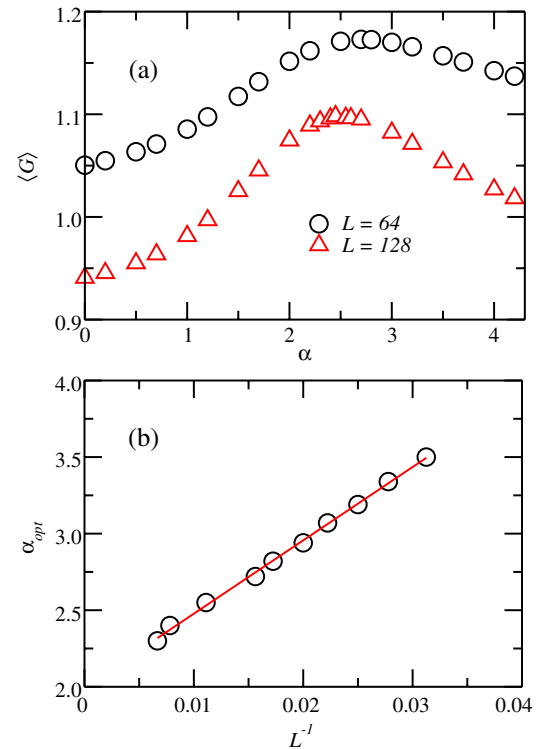 1.2
(a)
1.1
⟨G⟩
1.0
L = 64
L = 128
0.9
0 1 2 3 4
α
4.0
(b)
3.5
α_opt
3.0
2.5
2.0
0 0.01 0.02 0.03 0.04
L⁻¹